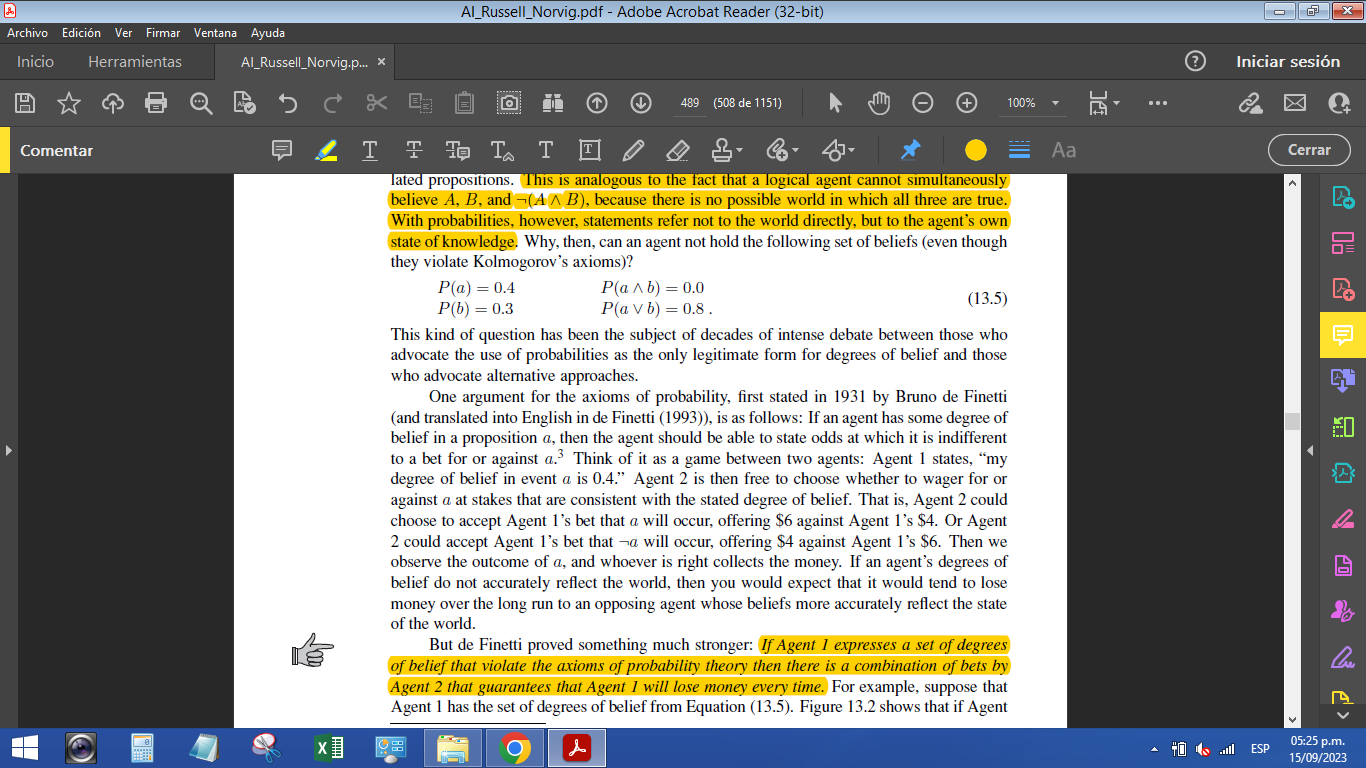 AI_Russell_Norvig.pdf - Adobe Acrobat Reader (32-bit)
Archivo Edición Ver Firmar Ventana Ayuda
Inicio Herramientas AI_Russell_Norvig.p... × Iniciar sesión
489 (508 de 1151) 100%
Comentar Aa Cerrar
lated propositions. This is analogous to the fact that a logical agent cannot simultaneously
believe A, B, and ¬(A ∧ B), because there is no possible world in which all three are true.
With probabilities, however, statements refer not to the world directly, but to the agent's own
state of knowledge. Why, then, can an agent not hold the following set of beliefs (even though
they violate Kolmogorov's axioms)?
P(a) = 0.4 P(a ∧ b) = 0.0
(13.5)
P(b) = 0.3 P(a ∨ b) = 0.8 .
This kind of question has been the subject of decades of intense debate between those who
advocate the use of probabilities as the only legitimate form for degrees of belief and those
who advocate alternative approaches.
One argument for the axioms of probability, first stated in 1931 by Bruno de Finetti
(and translated into English in de Finetti (1993)), is as follows: If an agent has some degree of
belief in a proposition a, then the agent should be able to state odds at which it is indifferent
to a bet for or against a.³ Think of it as a game between two agents: Agent 1 states, "my
degree of belief in event a is 0.4." Agent 2 is then free to choose whether to wager for or
against a at stakes that are consistent with the stated degree of belief. That is, Agent 2 could
choose to accept Agent 1's bet that a will occur, offering $6 against Agent 1's $4. Or Agent
2 could accept Agent 1's bet that ¬a will occur, offering $4 against Agent 1's $6. Then we
observe the outcome of a, and whoever is right collects the money. If an agent's degrees of
belief do not accurately reflect the world, then you would expect that it would tend to lose
money over the long run to an opposing agent whose beliefs more accurately reflect the state
of the world.
But de Finetti proved something much stronger: If Agent 1 expresses a set of degrees
of belief that violate the axioms of probability theory then there is a combination of bets by
Agent 2 that guarantees that Agent 1 will lose money every time. For example, suppose that
Agent 1 has the set of degrees of belief from Equation (13.5). Figure 13.2 shows that if Agent
ESP
05:25 p.m.
15/09/2023